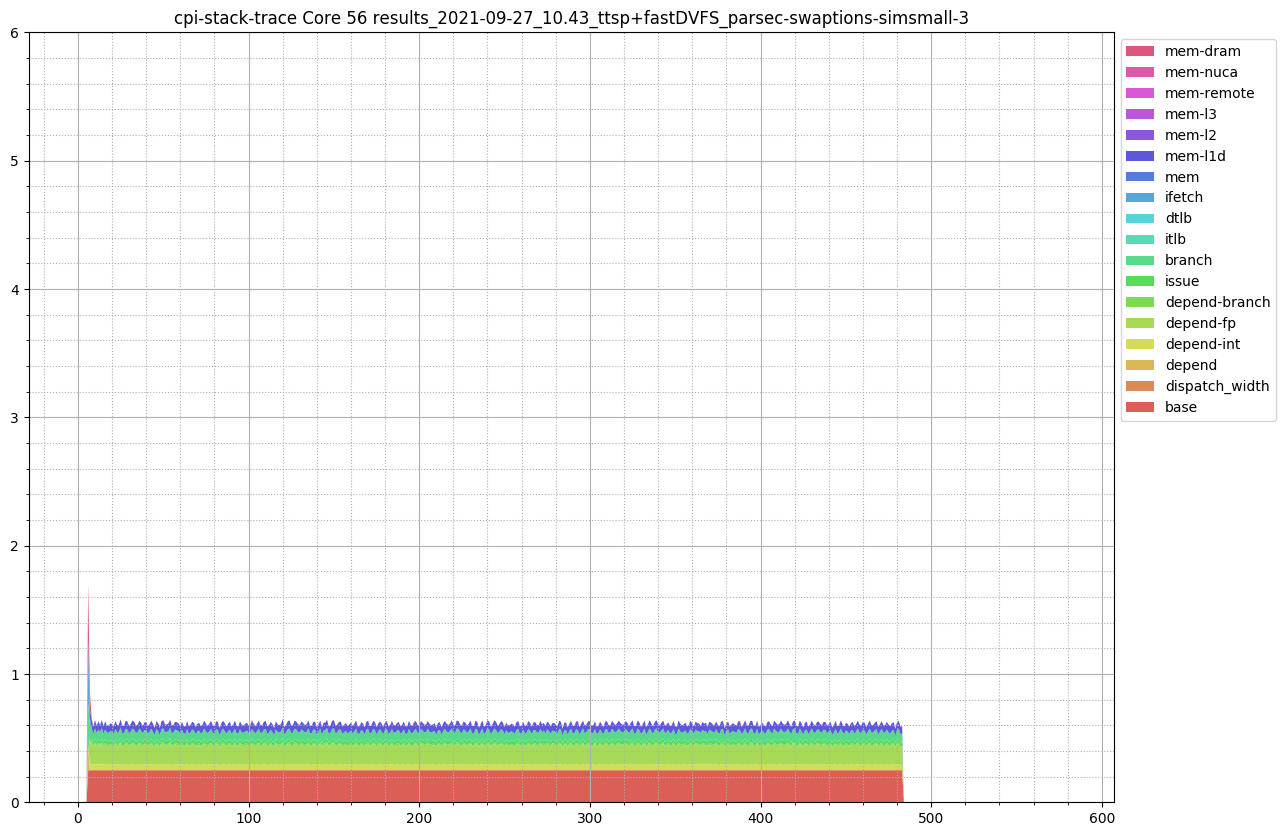 cpi-stack-trace Core 56 results_2021-09-27_10.43_ttsp+fastDVFS_parsec-swaptions-simsmall-3
6
5
4
3
2
1
0
0 100 200 300 400 500 600
mem-dram
mem-nuca
mem-remote
mem-l3
mem-l2
mem-l1d
mem
ifetch
dtlb
itlb
branch
issue
depend-branch
depend-fp
depend-int
depend
dispatch_width
base